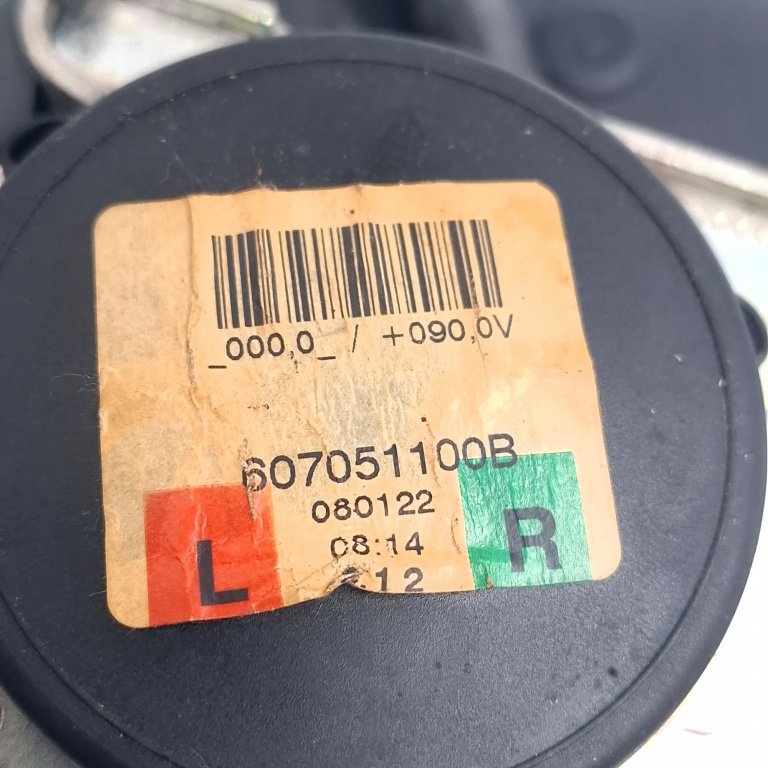 _000,0_ / +090,0V
607051100B
080122
08:14
12
L
R